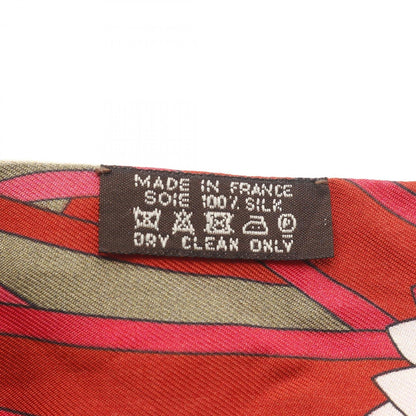 MADE IN FRANCE
SOIE 100% SILK
DRY CLEAN ONLY